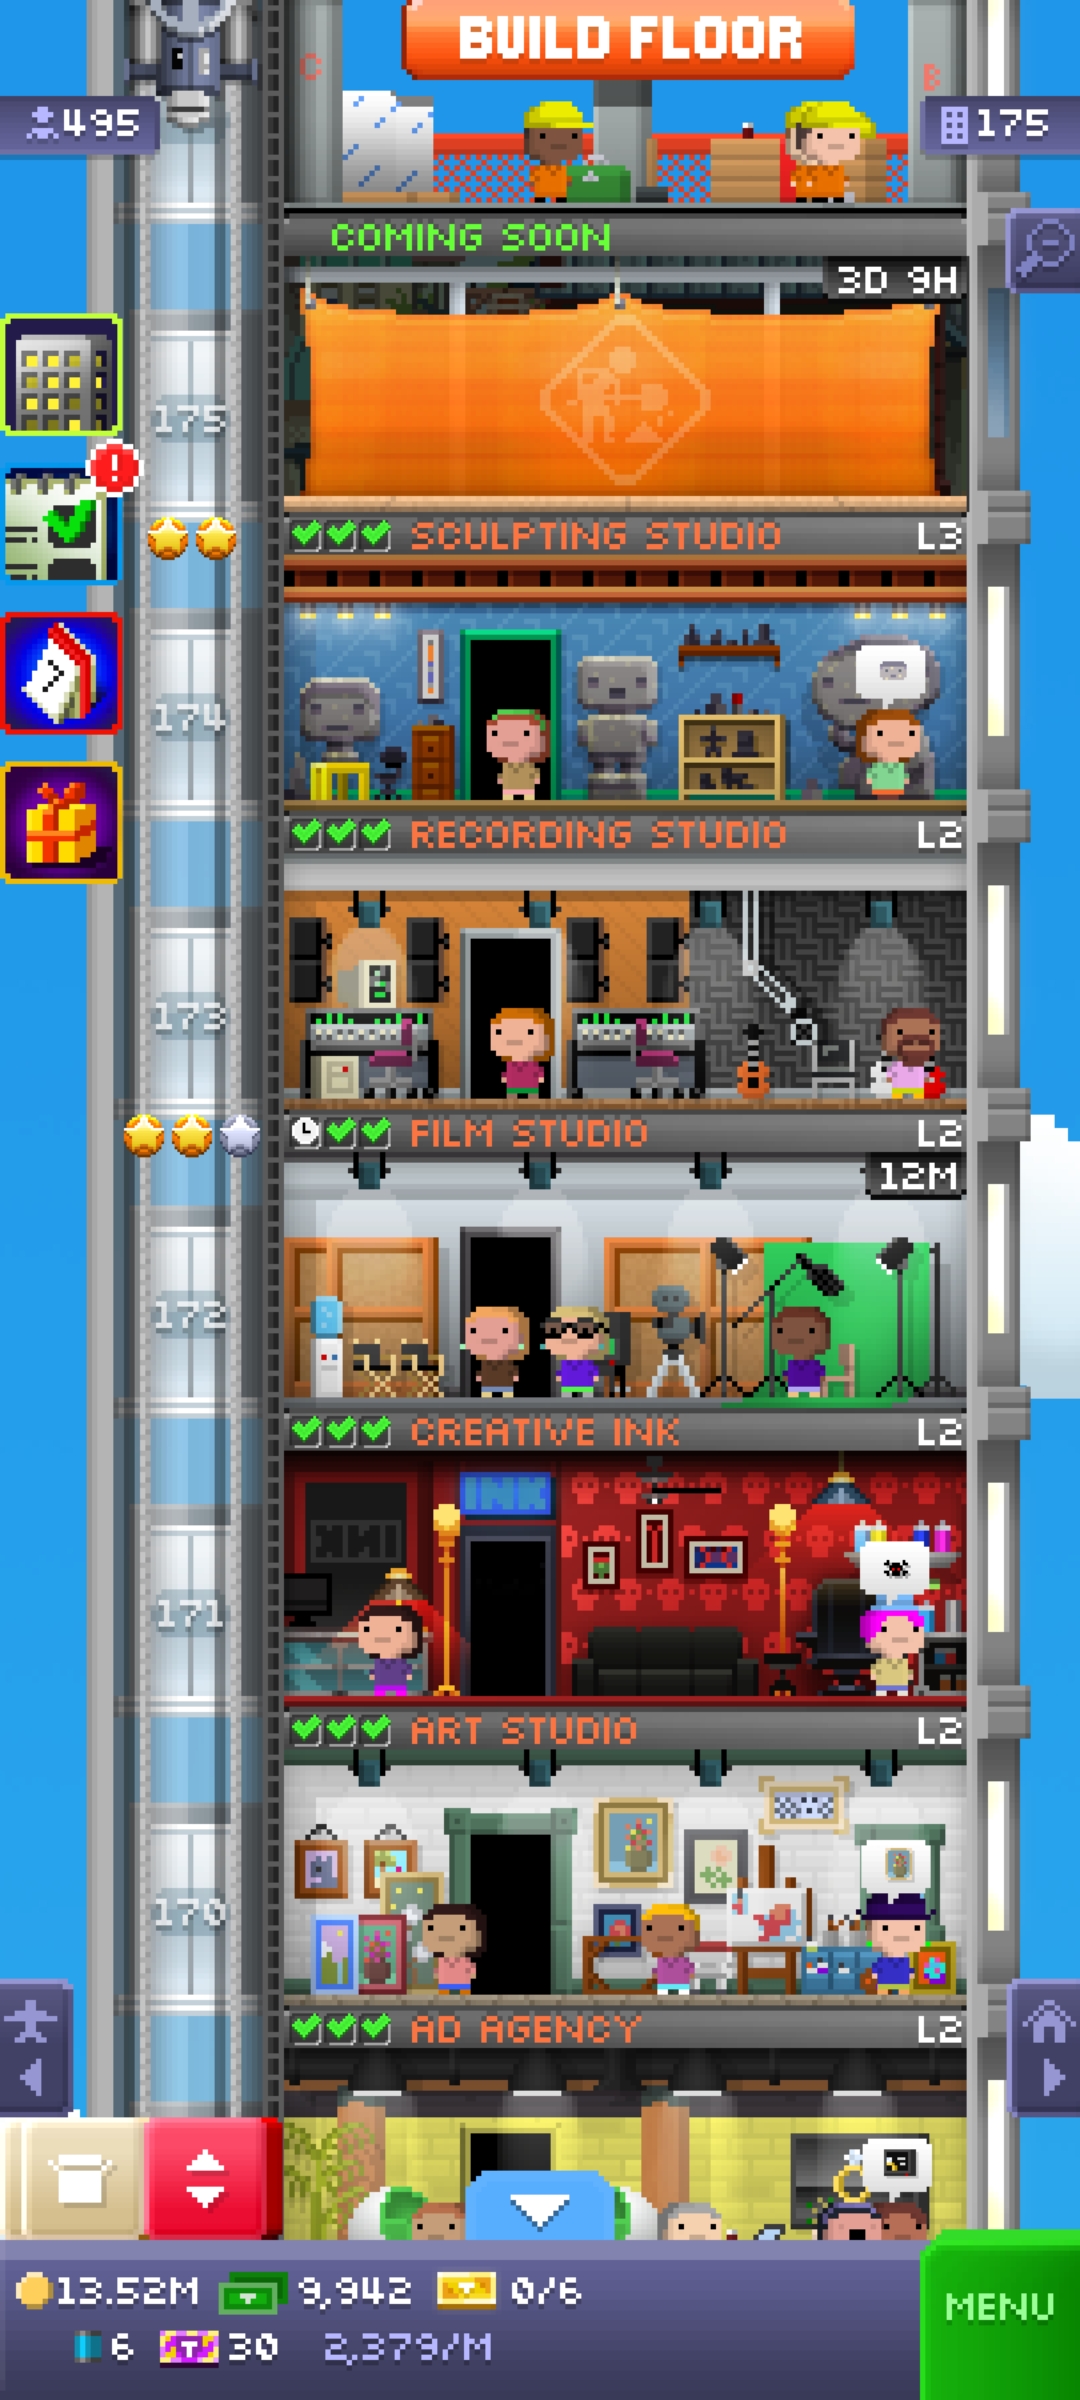 BUILD FLOOR
C
B
495
175
COMING SOON
3D 9H
175
SCULPTING STUDIO L3
174
RECORDING STUDIO L2
173
FILM STUDIO L2
12M
172
CREATIVE INK L2
INK
171
ART STUDIO L2
170
AD AGENCY L2
13.52M 9,942 0/6
MENU
6 T 30 2,379/M